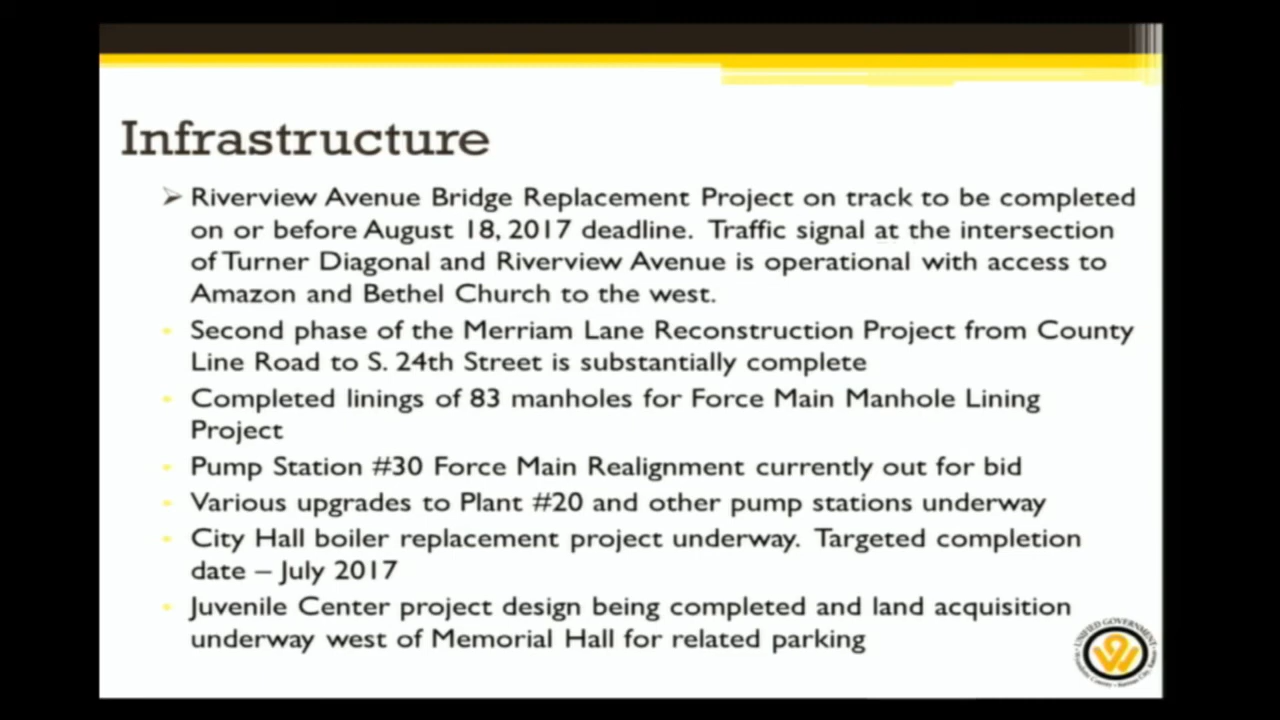 Infrastructure
➢ Riverview Avenue Bridge Replacement Project on track to be completed
on or before August 18, 2017 deadline. Traffic signal at the intersection
of Turner Diagonal and Riverview Avenue is operational with access to
Amazon and Bethel Church to the west.
• Second phase of the Merriam Lane Reconstruction Project from County
Line Road to S. 24th Street is substantially complete
• Completed linings of 83 manholes for Force Main Manhole Lining
Project
• Pump Station #30 Force Main Realignment currently out for bid
• Various upgrades to Plant #20 and other pump stations underway
• City Hall boiler replacement project underway. Targeted completion
date – July 2017
• Juvenile Center project design being completed and land acquisition
underway west of Memorial Hall for related parking
UNIFIED GOVERNMENT